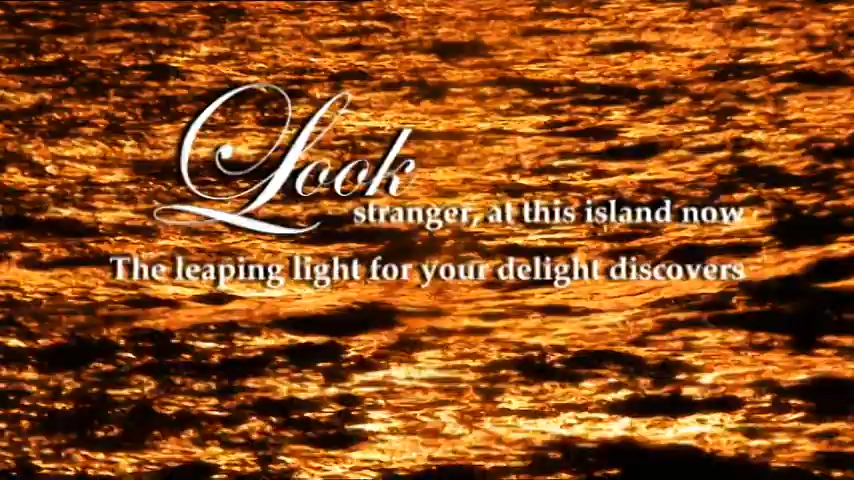 Look
stranger, at this island now
The leaping light for your delight discovers